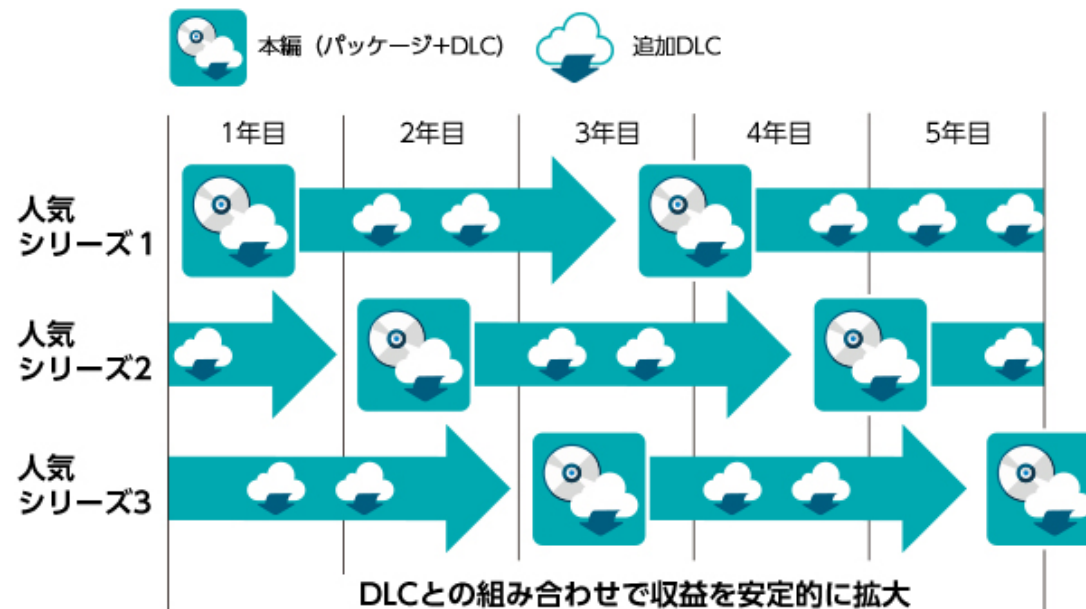 本編（パッケージ+DLC）
追加DLC
1年目
2年目
3年目
4年目
5年目
人気
シリーズ1
人気
シリーズ2
人気
シリーズ3
DLCとの組み合わせで収益を安定的に拡大